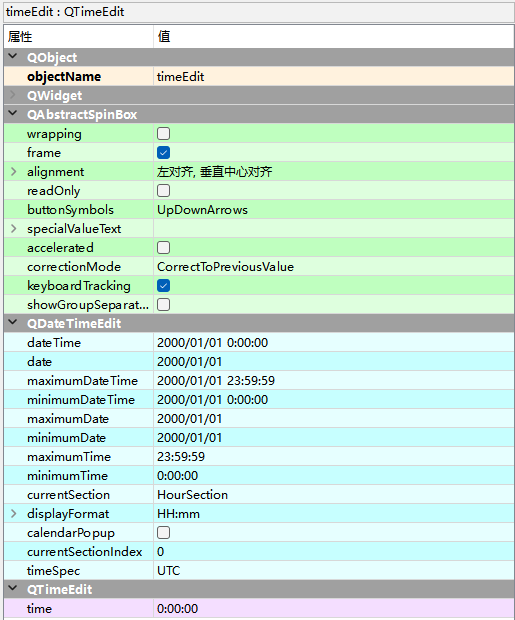 timeEdit : QTimeEdit
属性 值
QObject
objectName timeEdit
QWidget
QAbstractSpinBox
wrapping
frame
alignment 左对齐, 垂直中心对齐
readOnly
buttonSymbols UpDownArrows
specialValueText
accelerated
correctionMode CorrectToPreviousValue
keyboardTracking
showGroupSeparat...
QDateTimeEdit
dateTime 2000/01/01 0:00:00
date 2000/01/01
maximumDateTime 2000/01/01 23:59:59
minimumDateTime 2000/01/01 0:00:00
maximumDate 2000/01/01
minimumDate 2000/01/01
maximumTime 23:59:59
minimumTime 0:00:00
currentSection HourSection
displayFormat HH:mm
calendarPopup
currentSectionIndex 0
timeSpec UTC
QTimeEdit
time 0:00:00